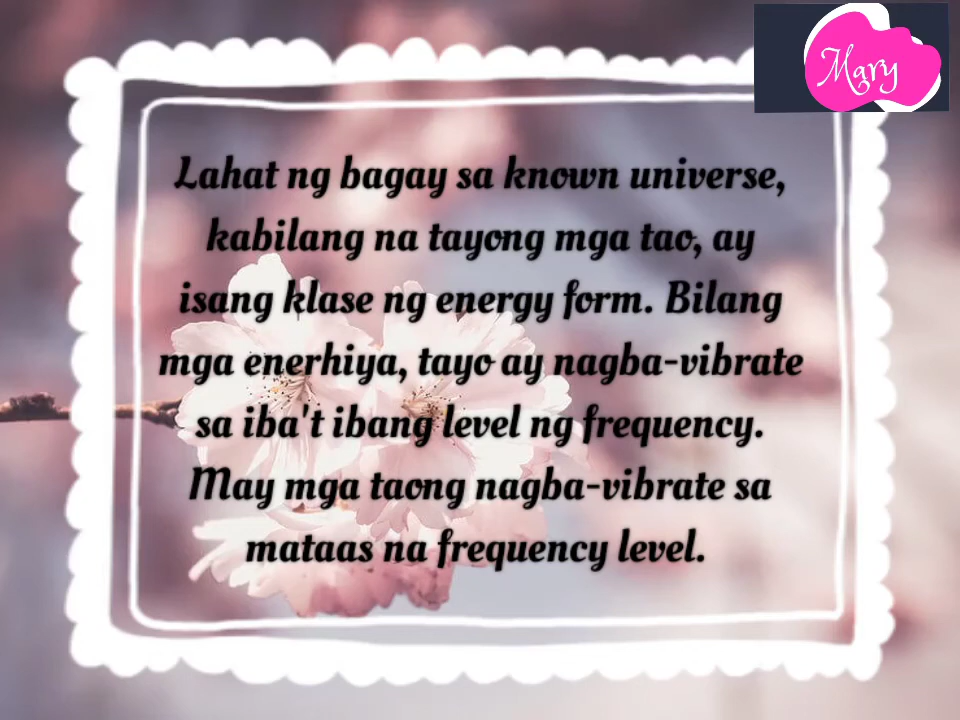 Mary
Lahat ng bagay sa known universe,
kabilang na tayong mga tao, ay
isang klase ng energy form. Bilang
mga enerhiya, tayo ay nagba-vibrate
sa iba't ibang level ng frequency.
May mga taong nagba-vibrate sa
mataas na frequency level.